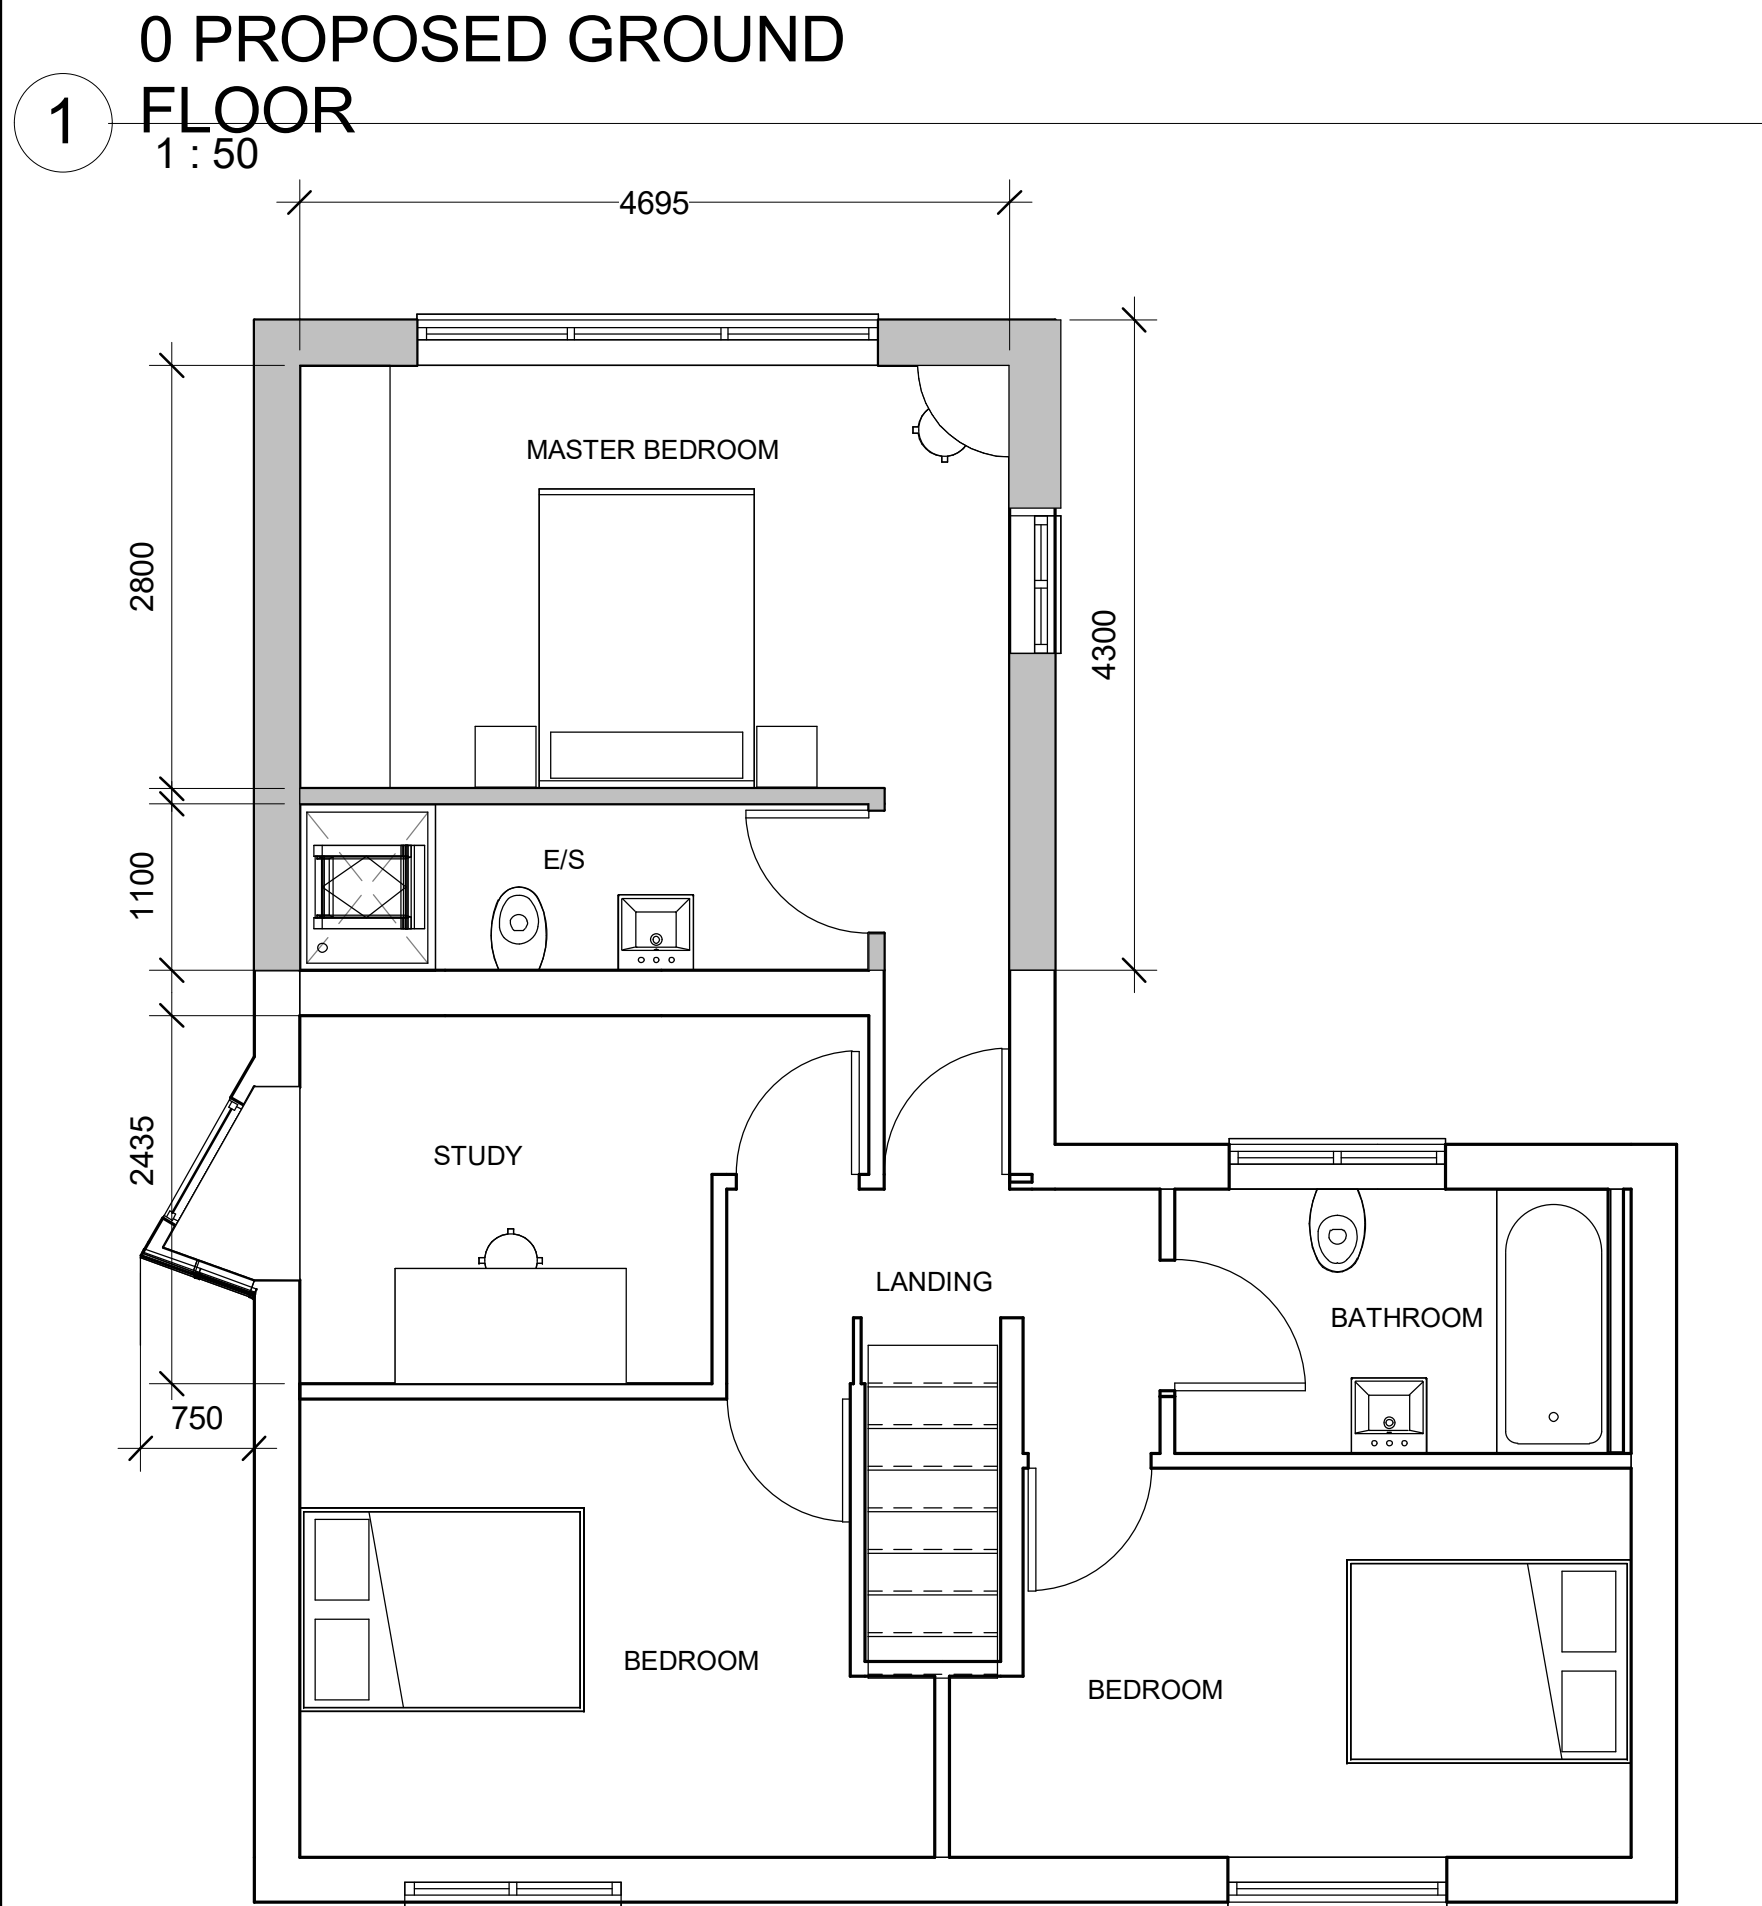 0 PROPOSED GROUND
FLOOR
1
1 : 50
4695
MASTER BEDROOM
2800
4300
E/S
1100
STUDY
2435
LANDING
BATHROOM
750
BEDROOM
BEDROOM